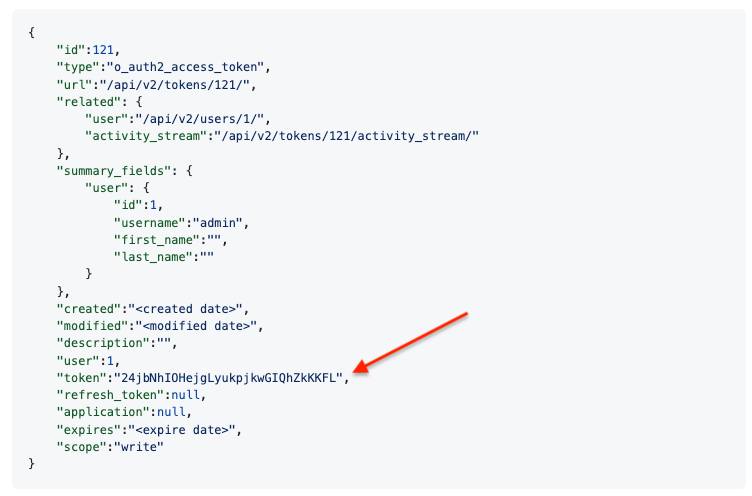 {
    "id":121,
    "type":"o_auth2_access_token",
    "url":"/api/v2/tokens/121/",
    "related": {
        "user":"/api/v2/users/1/",
        "activity_stream":"/api/v2/tokens/121/activity_stream/"
    },
    "summary_fields": {
        "user": {
            "id":1,
            "username":"admin",
            "first_name":"",
            "last_name":""
        }
    },
    "created":"<created date>",
    "modified":"<modified date>",
    "description":"",
    "user":1,
    "token":"24jbNhIOHejgLyukpjkwGIQhZkKKFL",
    "refresh_token":null,
    "application":null,
    "expires":"<expire date>",
    "scope":"write"
}